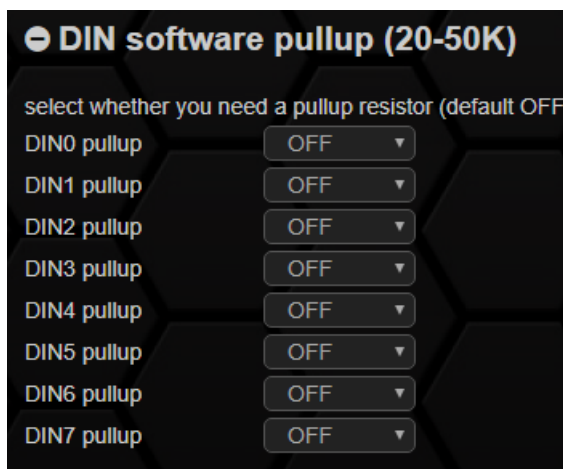 DIN software pullup (20-50K)
select whether you need a pullup resistor (default OFF
DIN0 pullup OFF
DIN1 pullup OFF
DIN2 pullup OFF
DIN3 pullup OFF
DIN4 pullup OFF
DIN5 pullup OFF
DIN6 pullup OFF
DIN7 pullup OFF